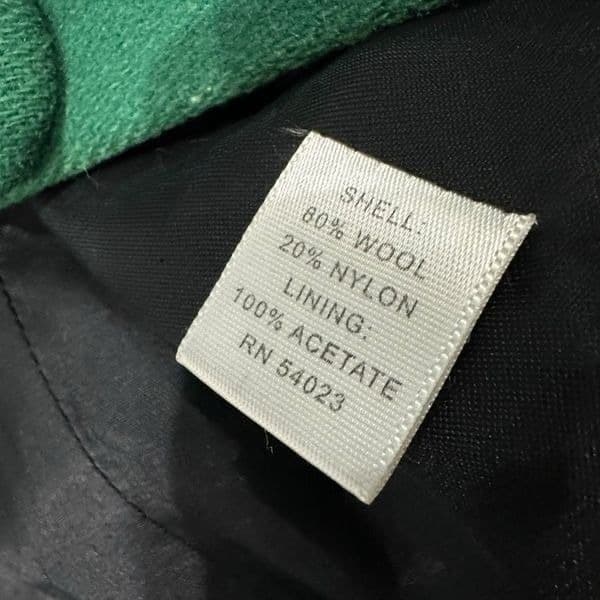 SHELL:
80% WOOL
20% NYLON
LINING:
100% ACETATE
RN 54023